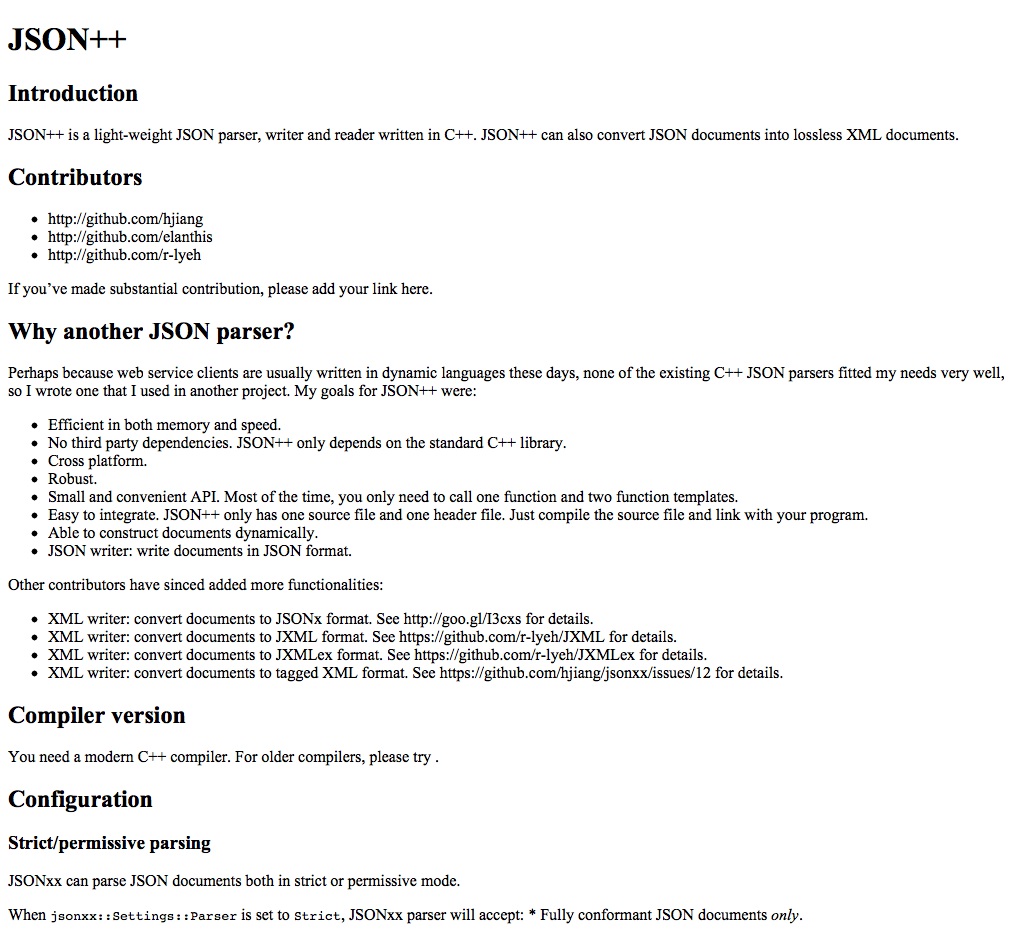 JSON++
Introduction
JSON++ is a light-weight JSON parser, writer and reader written in C++. JSON++ can also convert JSON documents into lossless XML documents.
Contributors
• http://github.com/hjiang
• http://github.com/elanthis
• http://github.com/r-lyeh
If you’ve made substantial contribution, please add your link here.
Why another JSON parser?
Perhaps because web service clients are usually written in dynamic languages these days, none of the existing C++ JSON parsers fitted my needs very well,
so I wrote one that I used in another project. My goals for JSON++ were:
• Efficient in both memory and speed.
• No third party dependencies. JSON++ only depends on the standard C++ library.
• Cross platform.
• Robust.
• Small and convenient API. Most of the time, you only need to call one function and two function templates.
• Easy to integrate. JSON++ only has one source file and one header file. Just compile the source file and link with your program.
• Able to construct documents dynamically.
• JSON writer: write documents in JSON format.
Other contributors have sinced added more functionalities:
• XML writer: convert documents to JSONx format. See http://goo.gl/I3cxs for details.
• XML writer: convert documents to JXML format. See https://github.com/r-lyeh/JXML for details.
• XML writer: convert documents to JXMLex format. See https://github.com/r-lyeh/JXMLex for details.
• XML writer: convert documents to tagged XML format. See https://github.com/hjiang/jsonxx/issues/12 for details.
Compiler version
You need a modern C++ compiler. For older compilers, please try .
Configuration
Strict/permissive parsing
JSONxx can parse JSON documents both in strict or permissive mode.
When jsonxx::Settings::Parser is set to Strict, JSONxx parser will accept: * Fully conformant JSON documents only.